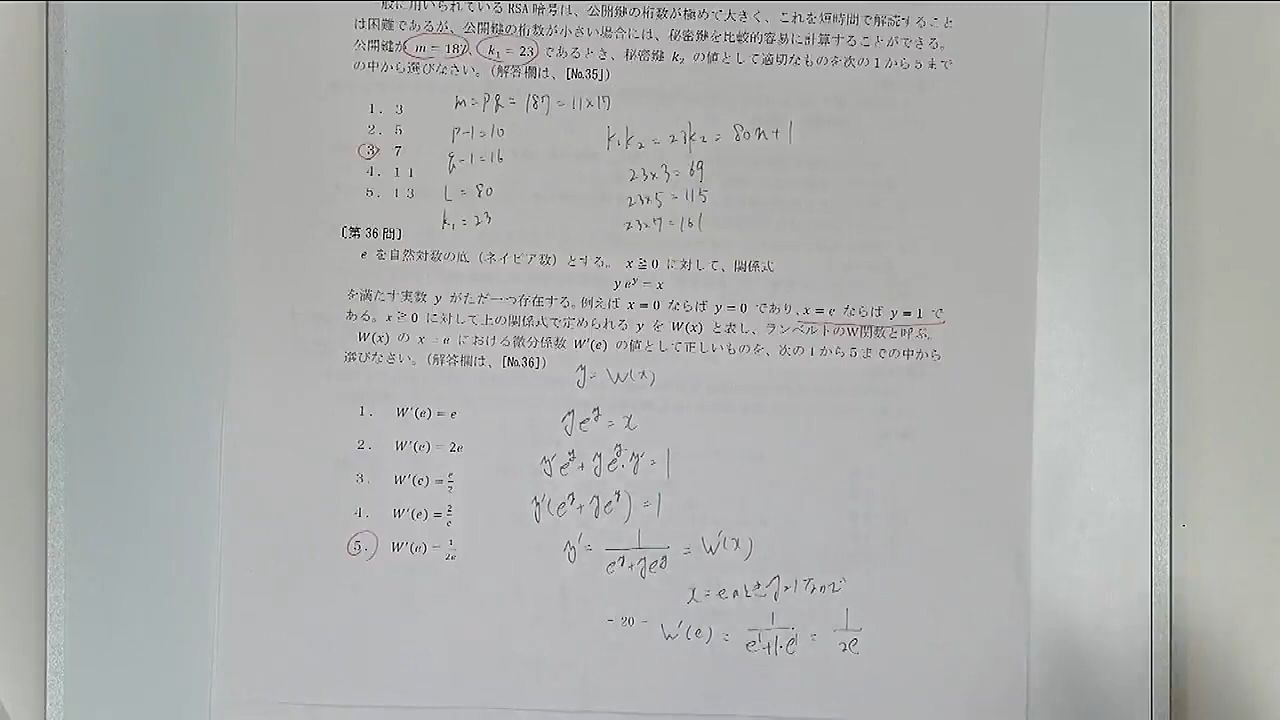 一般に用いられているRSA暗号は、公開鍵の桁数が極めて大きく、これを短時間で解読すること
は困難であるが、公開鍵の桁数が小さい場合には、秘密鍵を比較的容易に計算することができる。
公開鍵が m = 187、k₁ = 23 であるとき、秘密鍵 k₂ の値として適切なものを次の1から5まで
の中から選びなさい。(解答欄は、[No.35])
1. 3
2. 5
3. 7
4. 11
5. 13
m = pq = 187 = 11×17
p-1=10
q-1=16
L = 80
k₁ = 23
k₁k₂ = 23k₂ = 80n+1
23×3=69
23×5=115
23×7=161
〔第36問〕
e を自然対数の底(ネイピア数)とする。 x ≧ 0 に対して、関係式
y eʸ = x
を満たす実数 y がただ一つ存在する。例えば x = 0 ならば y = 0 であり、x = e ならば y = 1 で
ある。x ≧ 0 に対して上の関係式で定められる y を W(x) と表し、ランベルトのW関数と呼ぶ。
W(x) の x = e における微分係数 W′(e) の値として正しいものを、次の1から5までの中から
選びなさい。(解答欄は、[No.36])
1. W′(e) = e
2. W′(e) = 2e
3. W′(e) = e/2
4. W′(e) = 2/e
5. W′(e) = 1/2e
y = W(x)
yeʸ = x
y′eʸ + yeʸ·y′ = 1
y′(eʸ + yeʸ) = 1
y′ = 1/(eʸ+yeʸ) = W′(x)
x = e のとき y=1 なので
W′(e) = 1/(e¹+1·e¹) = 1/2e
- 20 -